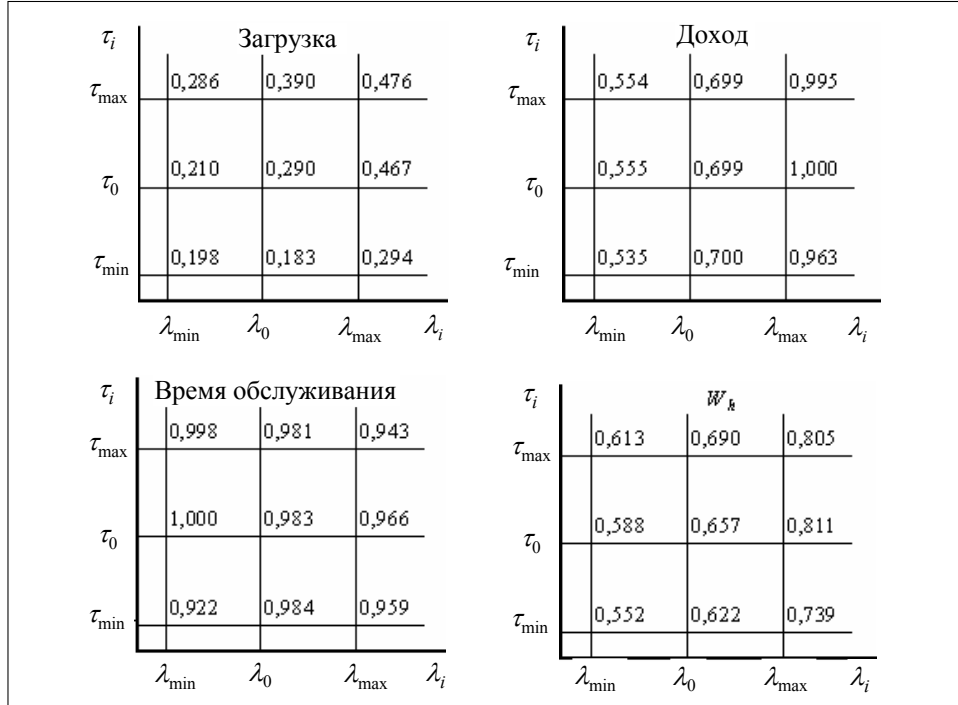 τi Загрузка
τmax 0,286 0,390 0,476
τ0 0,210 0,290 0,467
τmin 0,198 0,183 0,294
λmin λ0 λmax λi
τi Доход
τmax 0,554 0,699 0,995
τ0 0,555 0,699 1,000
τmin 0,535 0,700 0,963
λmin λ0 λmax λi
τi Время обслуживания
τmax 0,998 0,981 0,943
τ0 1,000 0,983 0,966
τmin 0,922 0,984 0,959
λmin λ0 λmax λi
τi Wk
τmax 0,613 0,690 0,805
τ0 0,588 0,657 0,811
τmin 0,552 0,622 0,739
λmin λ0 λmax λi